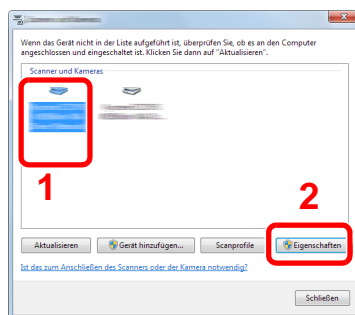 Wenn das Gerät nicht in der Liste aufgeführt ist, überprüfen Sie, ob es an den Computer
angeschlossen und eingeschaltet ist. Klicken Sie dann auf "Aktualisieren".
Scanner und Kameras
1
2
Aktualisieren
Gerät hinzufügen...
Scanprofile
Eigenschaften
Ist das zum Anschließen des Scanners oder der Kamera notwendig?
Schließen